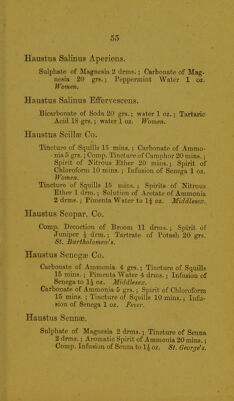 55
Haustus Salinus Aperiens.
Sulphate of Magnesia 2 drms. ; Carbonate of Mag-
nesia 20 grs. ; Peppermint Water 1 oz.
Women.
Haustus Salinus Effervescens.
Bicarbonate of Soda 20 grs. ; water 1 oz. ; Tartaric
Acid 18 grs. ; water 1 oz. Women.
Haustus Scillæ Co.
Tincture of Squills 15 mins. ; Carbonate of Ammo-
nia 5 grs. ; Comp. Tincture of Camphor 20 mins. ;
Spirit of Nitrous Ether 20 mins. ; Spirit of
Chloroform 10 mins. ; Infusion of Senega 1 oz.
Women.
Tincture of Squills 15 mins. ; Spirits of Nitrous
Ether 1 drm. ; Solution of Acetate of Ammonia
2 drms. ; Pimenta Water to 1½ oz. Middlesex.
Haustus Scopar. Co.
Comp. Decoction of Broom 11 drms. ; Spirit of
Juniper ½ drm. ; Tartrate of Potash 20 grs.
St. Bartholomew's.
Haustus Senegæ Co.
Carbonate of Ammonia 4 grs. ; Tincture of Squills
15 mins. ; Pimenta Water 4 drms. ; Infusion of
Senega to 1½ oz. Middlesex.
Carbonate of Ammonia 5 grs. ; Spirit of Chloroform
15 mins. ; Tincture of Squills 10 mins. ; Infu-
sion of Senega 1 oz. Fever.
Haustus Sennæ.
Sulphate of Magnesia 2 drms. ; Tincture of Senna
2 drms. ; Aromatic Spirit of Ammonia 20 mins. ;
Comp. Infusion of Senna to 1½ oz. St. George's.